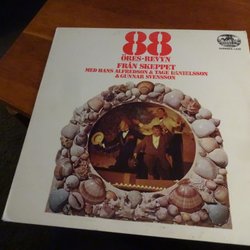 88
ÖRES-REVYN
FRÅN SKEPPET
MED HANS ALFREDSON & TAGE DANIELSSON
& GUNNAR SVENSSON